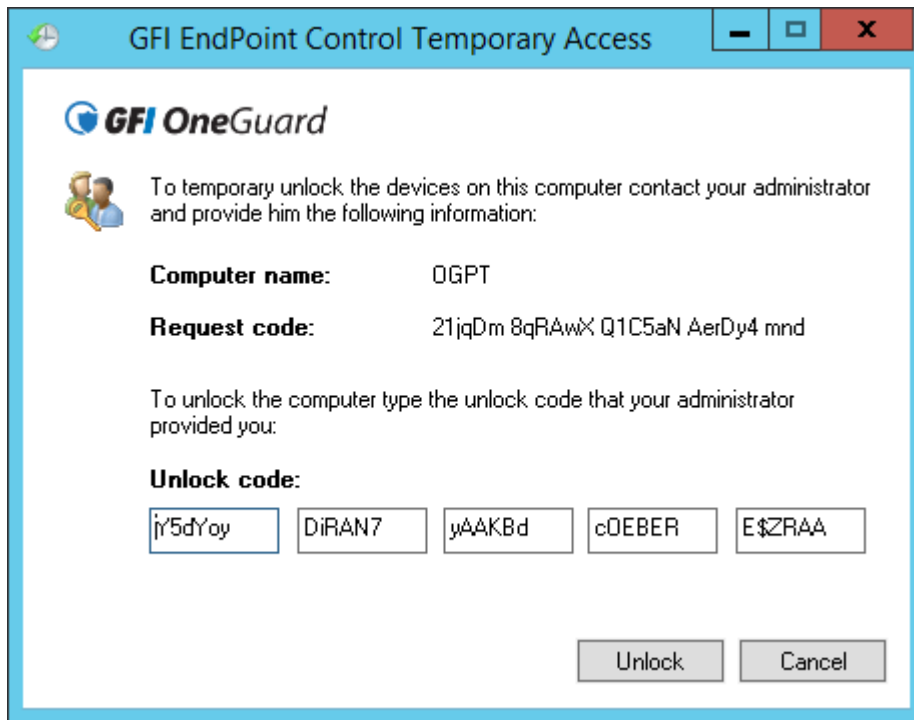 GFI EndPoint Control Temporary Access
GFI OneGuard
To temporary unlock the devices on this computer contact your administrator
and provide him the following information:
Computer name: OGPT
Request code: 21jqDm 8qRAwX Q1C5aN AerDy4 mnd
To unlock the computer type the unlock code that your administrator
provided you:
Unlock code:
jY5dYoy DiRAN7 yAAKBd cOEBER E$ZRAA
Unlock Cancel